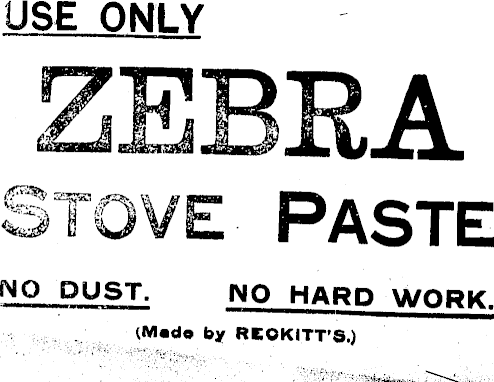 USE ONLY
ZEBRA
STOVE PASTE
NO DUST. NO HARD WORK.
(Made by RECKITT'S.)